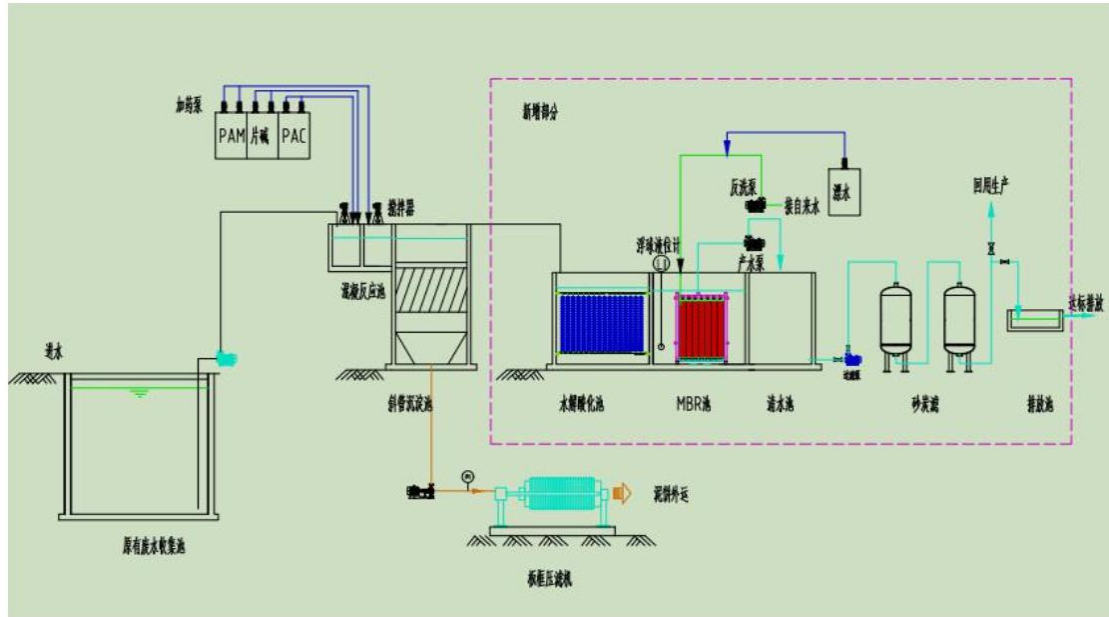 新增部分
加药泵
PAM
片碱
PAC
反洗泵
接自来水
漂水
回用生产
搅拌器
浮球液位计
产水泵
混凝反应池
达标排放
进水
过滤泵
斜管沉淀池
水解酸化池
MBR池
清水池
砂炭滤
排放池
泥饼外运
原有废水收集池
板框压滤机